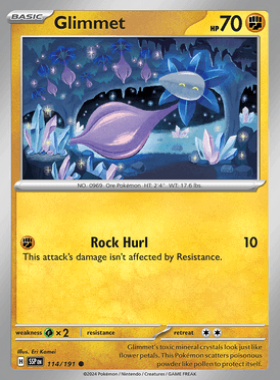 BASIC
Glimmet
HP 70
NO. 0969 Ore Pokémon HT: 2'4" WT: 17.6 lbs.
Rock Hurl 10
This damage isn't affected by Resistance.
weakness ×2 resistance retreat
Illus. Eri Kamei
H SSP EN 114/191
Glimmet's toxic mineral crystals look just like
flower petals. This Pokémon scatters poisonous
powder like pollen to protect itself.
©2024 Pokémon / Nintendo / Creatures / GAME FREAK